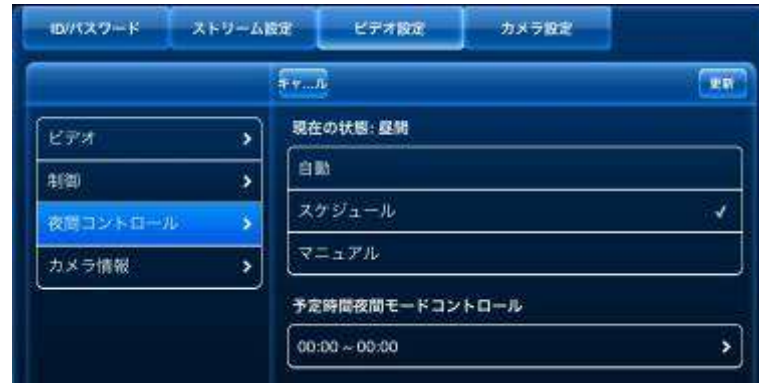 ID/パスワード
ストリーム設定
ビデオ設定
カメラ設定
キャ...ル
更新
ビデオ
制御
夜間コントロール
カメラ情報
現在の状態: 昼間
自動
スケジュール
マニュアル
予定時間夜間モードコントロール
00:00 ~ 00:00